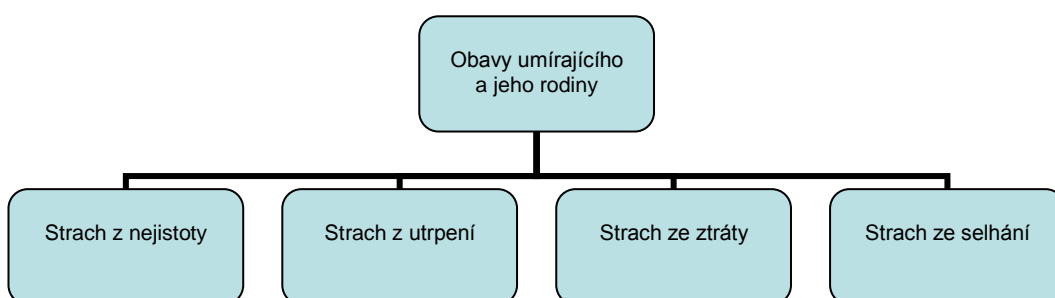 Obavy umírajícího
a jeho rodiny
Strach z nejistoty
Strach z utrpení
Strach ze ztráty
Strach ze selhání